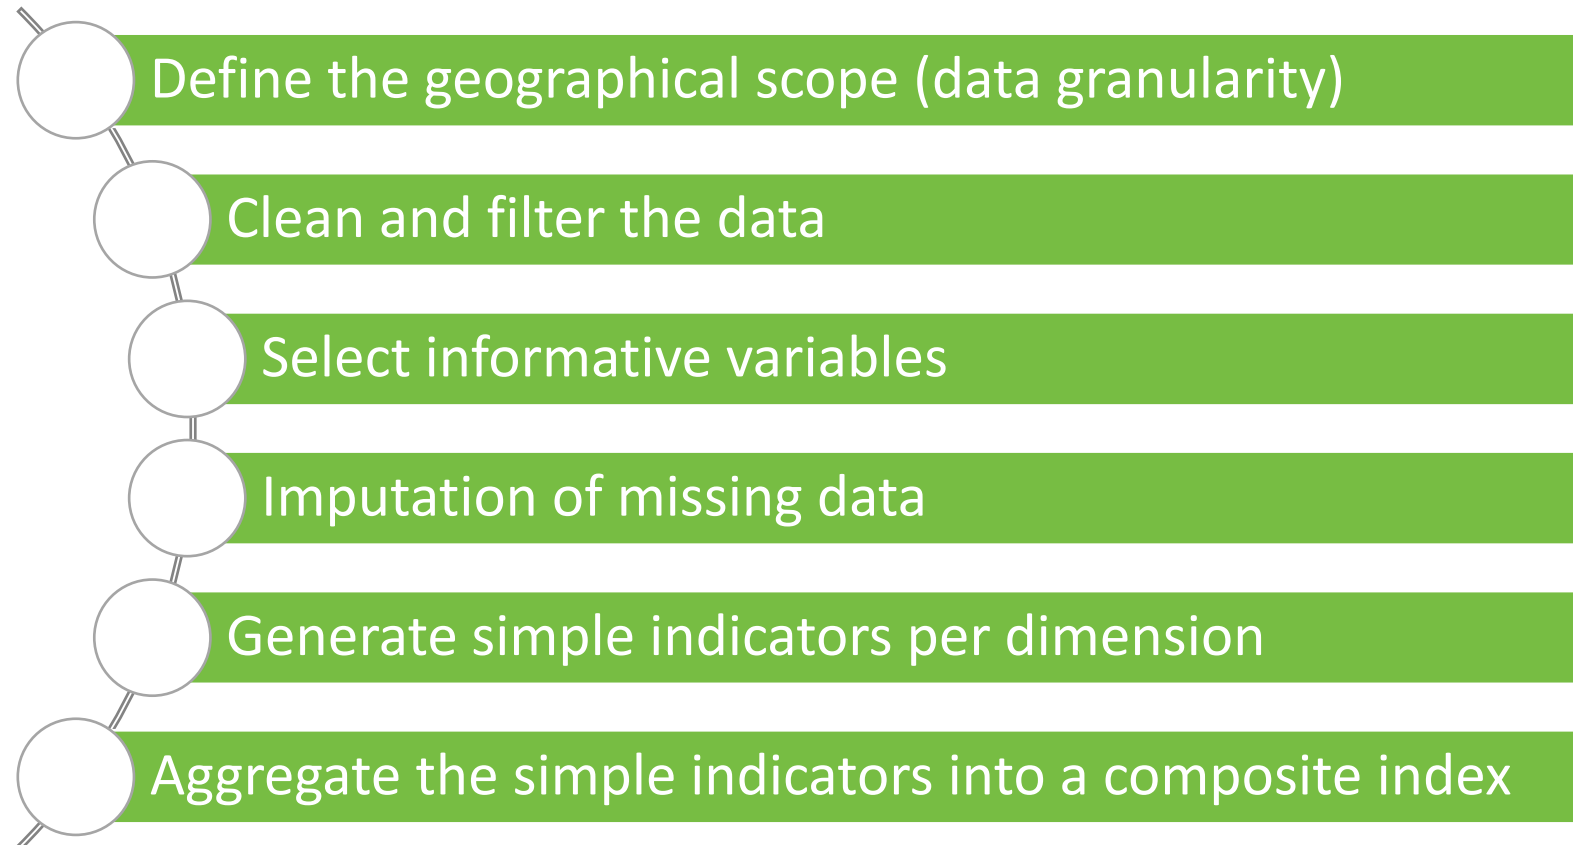 Define the geographical scope (data granularity)
Clean and filter the data
Select informative variables
Imputation of missing data
Generate simple indicators per dimension
Aggregate the simple indicators into a composite index